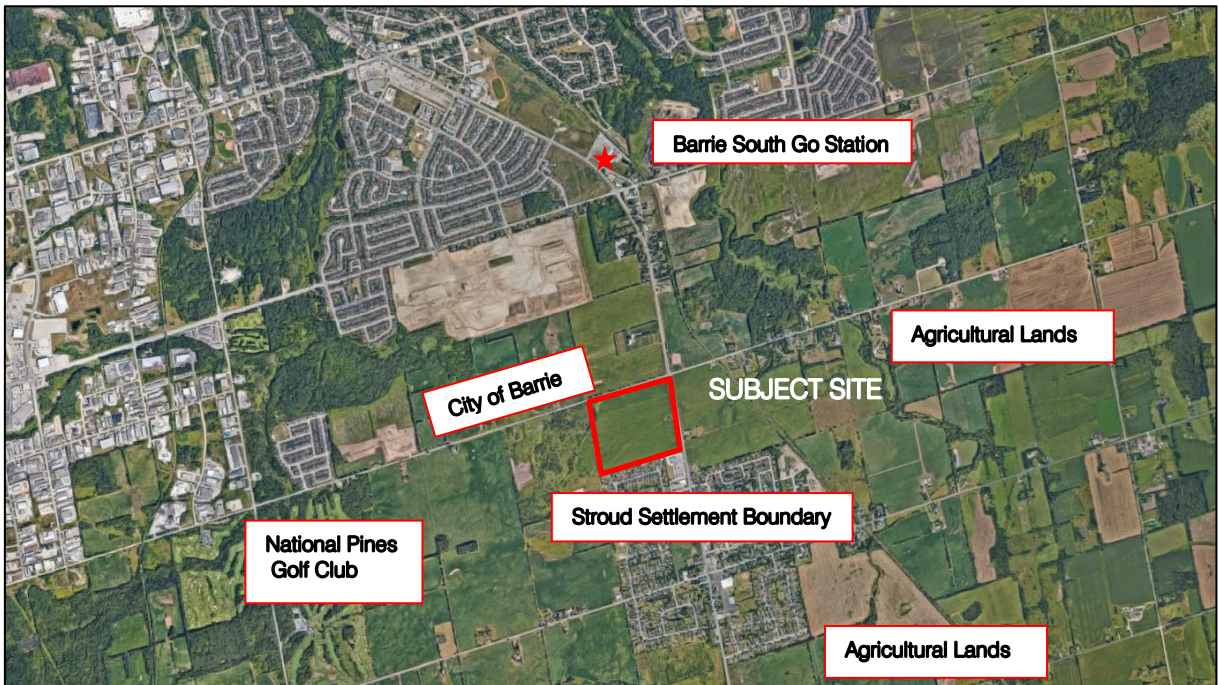 Barrie South Go Station
Agricultural Lands
City of Barrie
SUBJECT SITE
Stroud Settlement Boundary
National Pines
Golf Club
Agricultural Lands